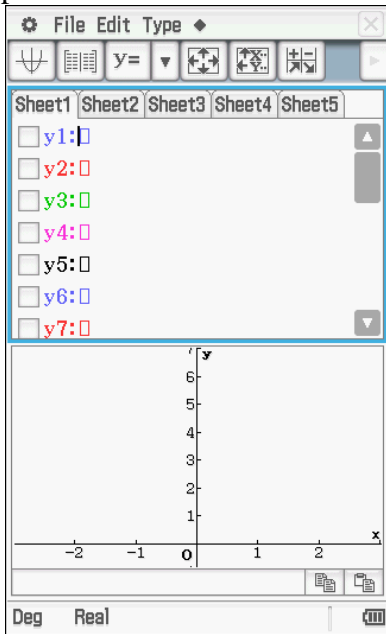 File Edit Type
y=
Sheet1 Sheet2 Sheet3 Sheet4 Sheet5
y1:
y2:
y3:
y4:
y5:
y6:
y7:
7 y
6
5
4
3
2
1
x
-2 -1 O 1 2
Deg Real